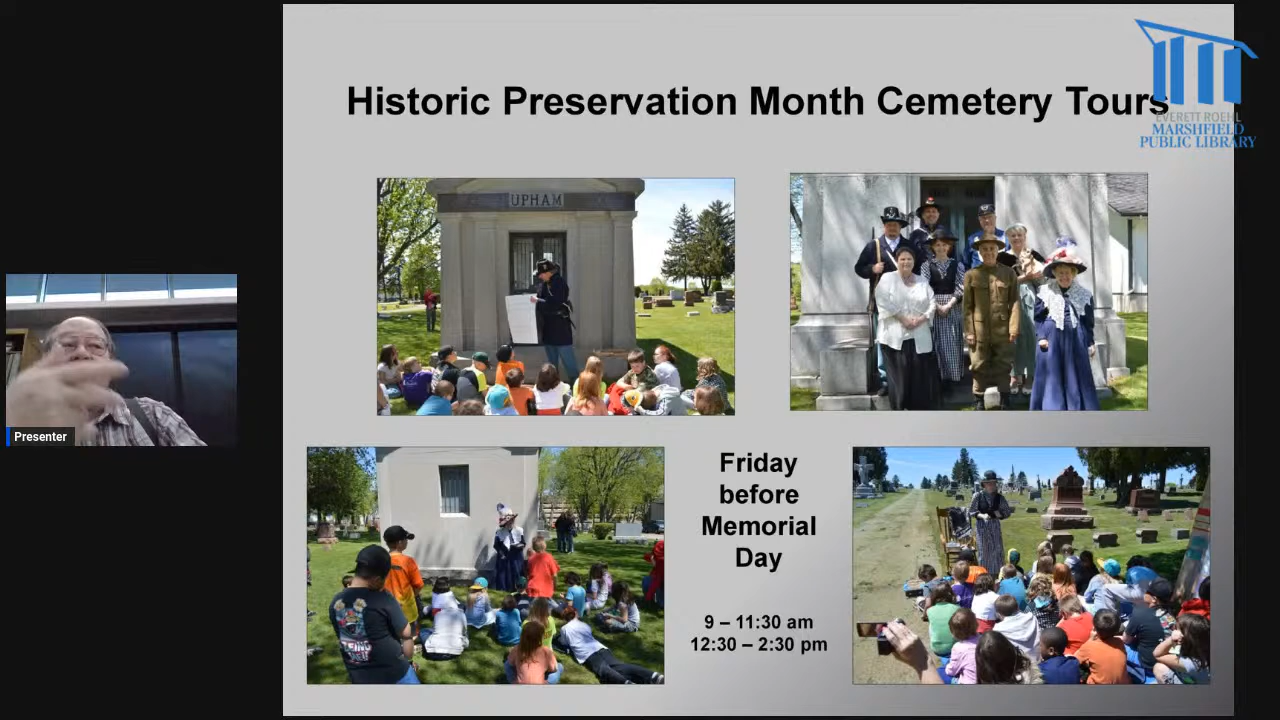 Historic Preservation Month Cemetery Tours
EVERETT ROEHL
MARSHFIELD
PUBLIC LIBRARY
UPHAM
Presenter
Friday
before
Memorial
Day
9 – 11:30 am
12:30 – 2:30 pm